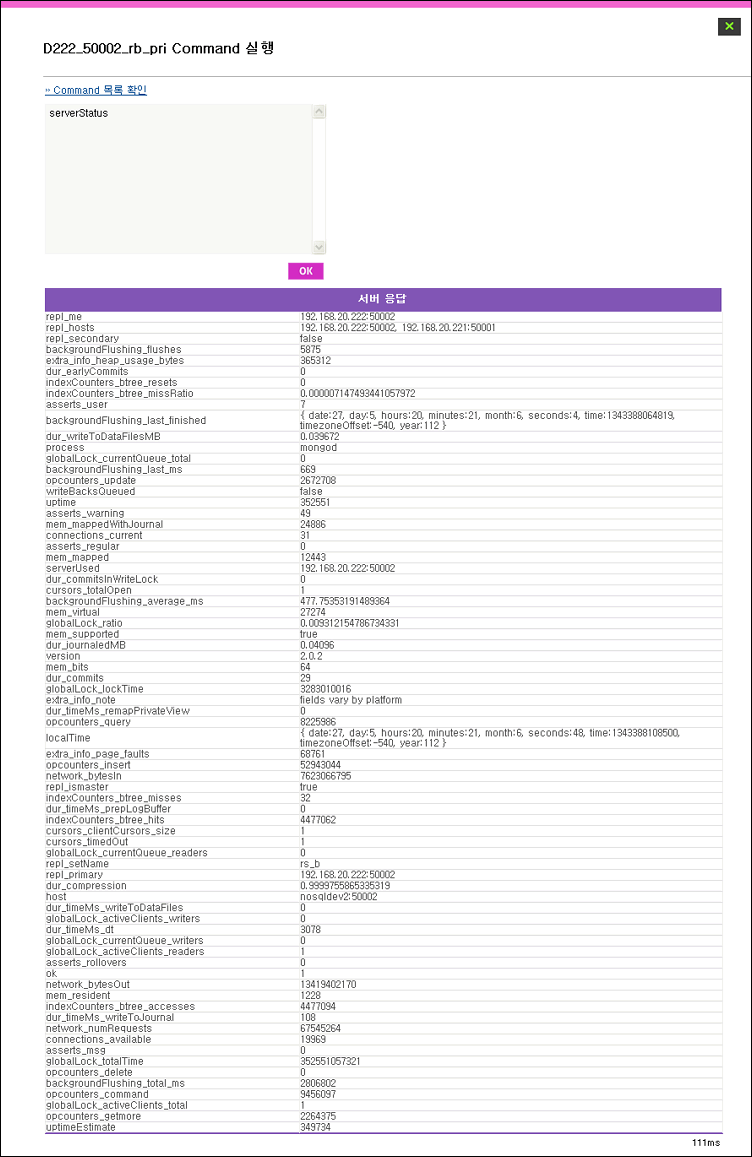 D222_50002_rb_pri Command 실행
» Command 목록 확인
serverStatus
OK
서버 응답
repl_me 192.168.20.222:50002
repl_hosts 192.168.20.222:50002, 192.168.20.221:50001
repl_secondary false
backgroundFlushing_flushes 5875
extra_info_heap_usage_bytes 365312
dur_earlyCommits 0
indexCounters_btree_resets 0
indexCounters_btree_missRatio 0.000007147493441057972
asserts_user 7
backgroundFlushing_last_finished { date:27, day:5, hours:20, minutes:21, month:6, seconds:4, time:1343388064819,
timezoneOffset:-540, year:112 }
dur_writeToDataFilesMB 0.039672
process mongod
globalLock_currentQueue_total 0
backgroundFlushing_last_ms 669
opcounters_update 2672708
writeBacksQueued false
uptime 352551
asserts_warning 49
mem_mappedWithJournal 24886
connections_current 31
asserts_regular 0
mem_mapped 12443
serverUsed 192.168.20.222:50002
dur_commitsInWriteLock 0
cursors_totalOpen 1
backgroundFlushing_average_ms 477.75353191489364
mem_virtual 27274
globalLock_ratio 0.009312154786734331
mem_supported true
dur_journaledMB 0.04096
version 2.0.2
mem_bits 64
dur_commits 29
globalLock_lockTime 3283010016
extra_info_note fields vary by platform
dur_timeMs_remapPrivateView 0
opcounters_query 8225986
localTime { date:27, day:5, hours:20, minutes:21, month:6, seconds:48, time:1343388108500,
timezoneOffset:-540, year:112 }
extra_info_page_faults 68761
opcounters_insert 52943044
network_bytesIn 7623066795
repl_ismaster true
indexCounters_btree_misses 32
dur_timeMs_prepLogBuffer 0
indexCounters_btree_hits 4477062
cursors_clientCursors_size 1
cursors_timedOut 1
globalLock_currentQueue_readers 0
repl_setName rs_b
repl_primary 192.168.20.222:50002
dur_compression 0.9999755865335319
host nosqldev2:50002
dur_timeMs_writeToDataFiles 0
globalLock_activeClients_writers 0
dur_timeMs_dt 3078
globalLock_currentQueue_writers 0
globalLock_activeClients_readers 1
asserts_rollovers 0
ok 1
network_bytesOut 13419402170
mem_resident 1228
indexCounters_btree_accesses 4477094
dur_timeMs_writeToJournal 108
network_numRequests 67545264
connections_available 19969
asserts_msg 0
globalLock_totalTime 352551057321
opcounters_delete 0
backgroundFlushing_total_ms 2806802
opcounters_command 9456097
globalLock_activeClients_total 1
opcounters_getmore 2264375
uptimeEstimate 349734
111ms